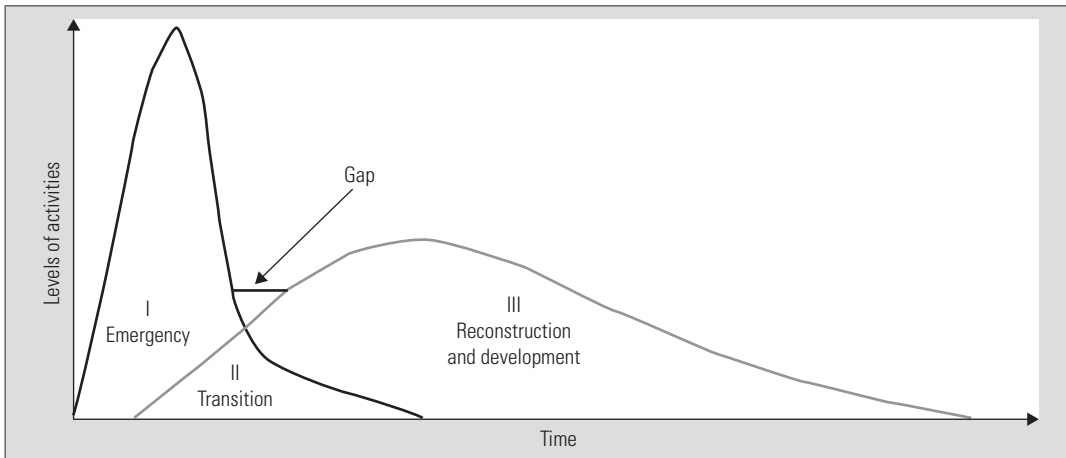 Levels of activities
Gap
I
Emergency
II
Transition
III
Reconstruction
and development
Time